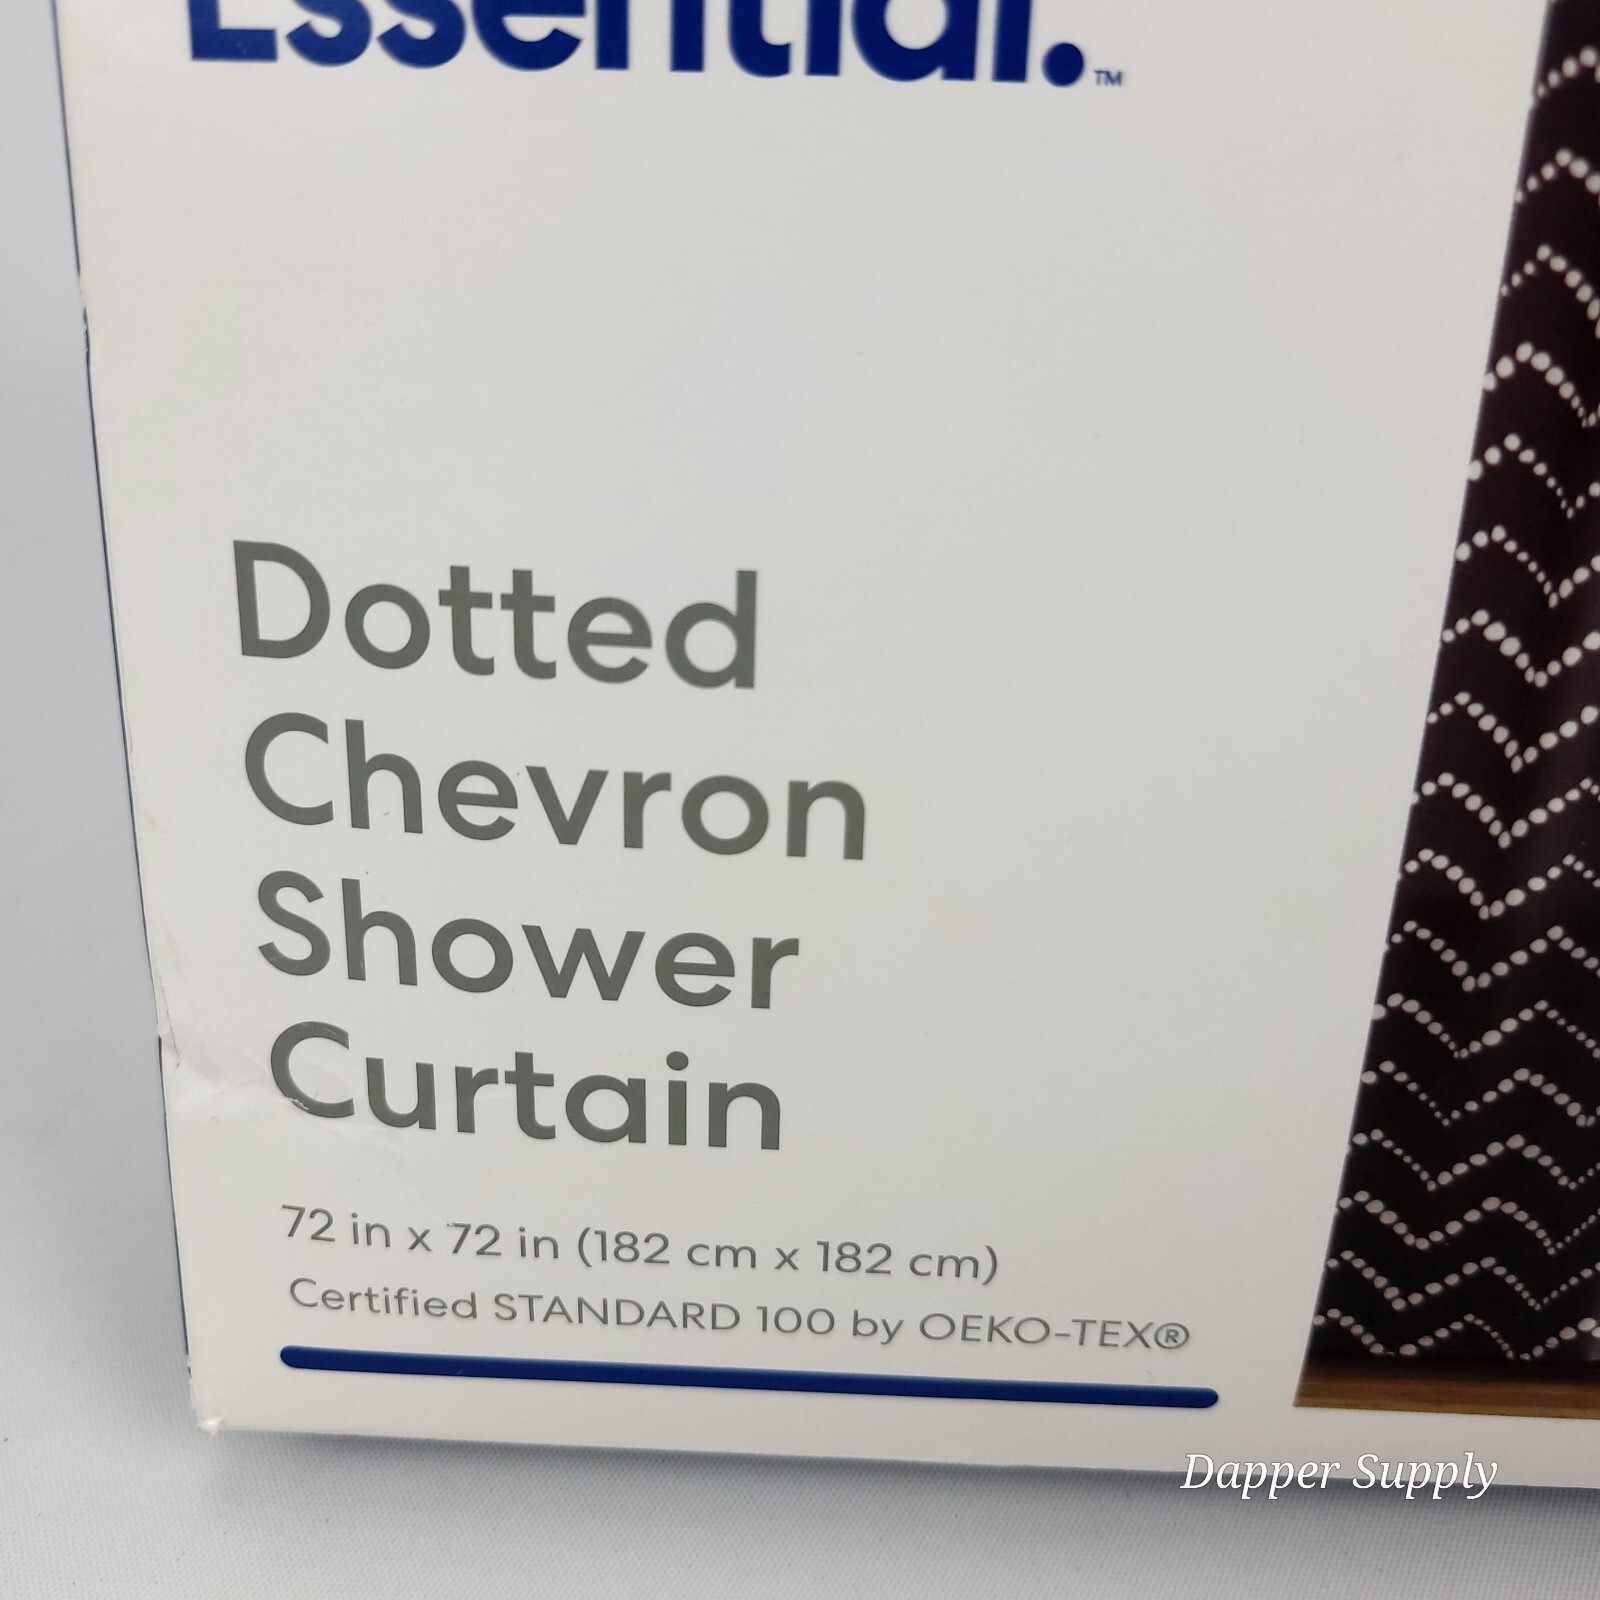 Essential.™
Dotted
Chevron
Shower
Curtain
72 in x 72 in (182 cm x 182 cm)
Certified STANDARD 100 by OEKO-TEX®
Dapper Supply